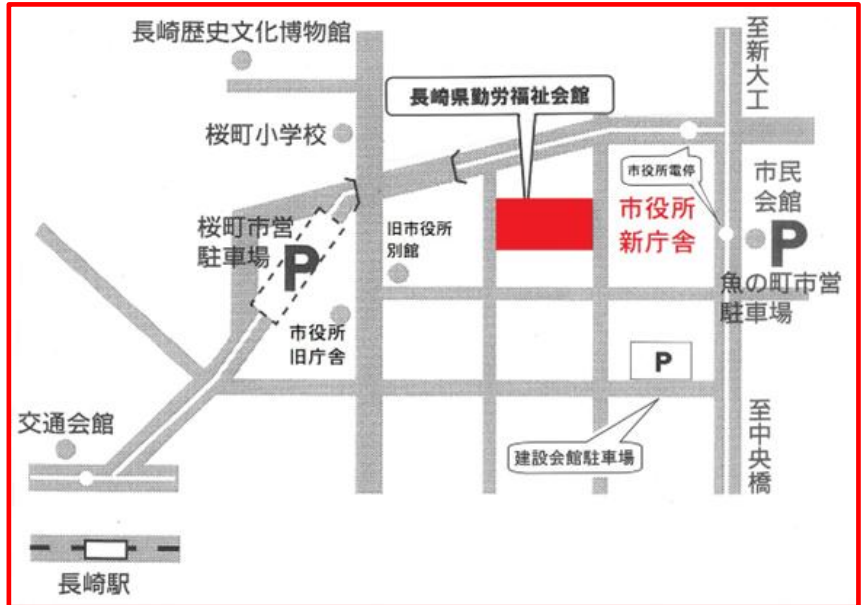 長崎歴史文化博物館
至新大工
長崎県勤労福祉会館
桜町小学校
市役所電停
市民
会館
市役所
新庁舎
桜町市営
駐車場
P
旧市役所
別館
P
魚の町市営
駐車場
市役所
旧庁舎
P
交通会館
建設会館駐車場
至中央橋
長崎駅